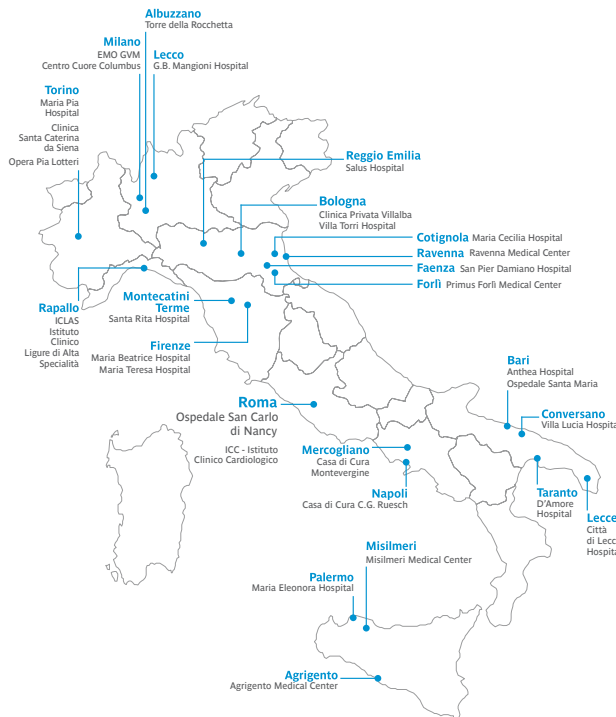 Albuzzano
Torre della Rocchetta
Milano
EMO GVM
Centro Cuore Columbus
Lecco
G.B. Mangioni Hospital
Torino
Maria Pia
Hospital
Clinica
Santa Caterina
da Siena
Opera Pia Lotteri
Reggio Emilia
Salus Hospital
Bologna
Clinica Privata Villalba
Villa Torri Hospital
Cotignola Maria Cecilia Hospital
Ravenna Ravenna Medical Center
Faenza San Pier Damiano Hospital
Forlì Primus Forlì Medical Center
Rapallo
ICLAS
Istituto
Clinico
Ligure di Alta
Specialità
Montecatini
Terme
Santa Rita Hospital
Firenze
Maria Beatrice Hospital
Maria Teresa Hospital
Roma
Ospedale San Carlo
di Nancy
ICC - Istituto
Clinico Cardiologico
Bari
Anthea Hospital
Ospedale Santa Maria
Conversano
Villa Lucia Hospita
Mercogliano
Casa di Cura
Montevergine
Napoli
Casa di Cura C.G. Ruesch
Taranto
D'Amore
Hospital
Lecce
Città
di Lecc
Hospita
Misilmeri
Misilmeri Medical Center
Palermo
Maria Eleonora Hospital
Agrigento
Agrigento Medical Center